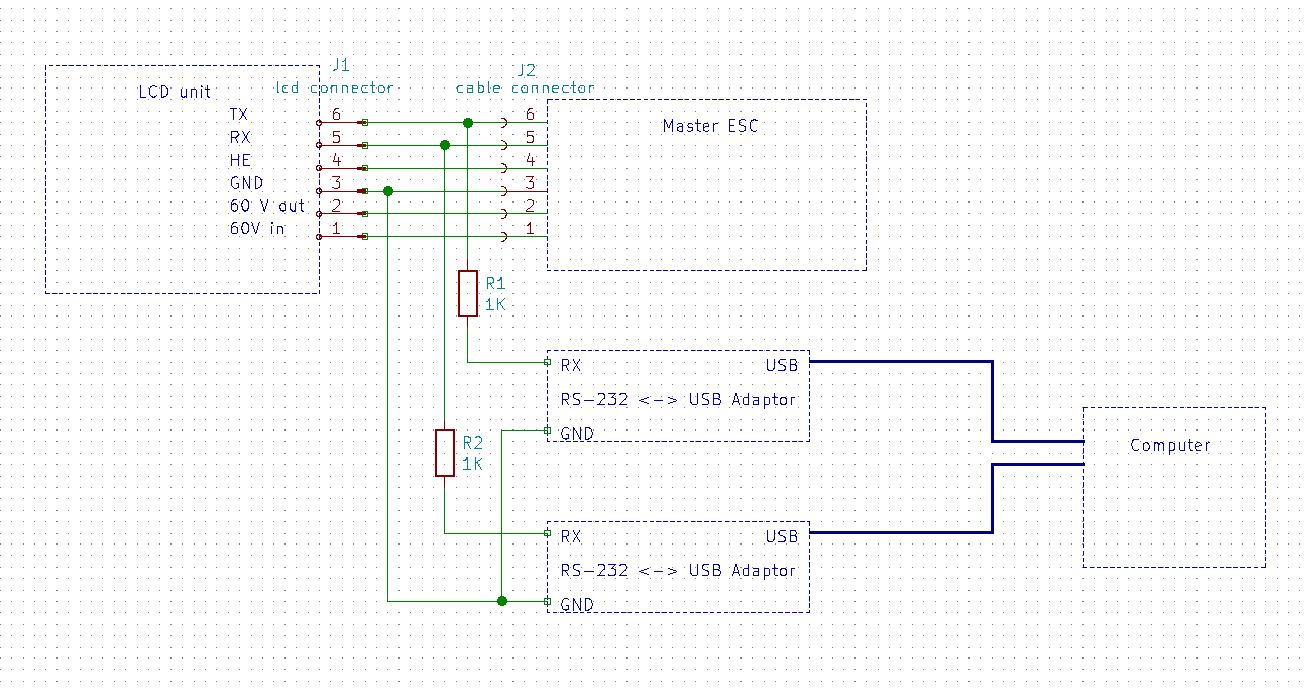 J1
lcd connector
J2
cable connector
LCD unit
TX 6
RX 5
HE 4
GND 3
60 V out 2
60V in 1
6
5
4
3
2
1
Master ESC
R1
1K
RX
USB
RS-232 <-> USB Adaptor
GND
R2
1K
RX
USB
RS-232 <-> USB Adaptor
GND
Computer